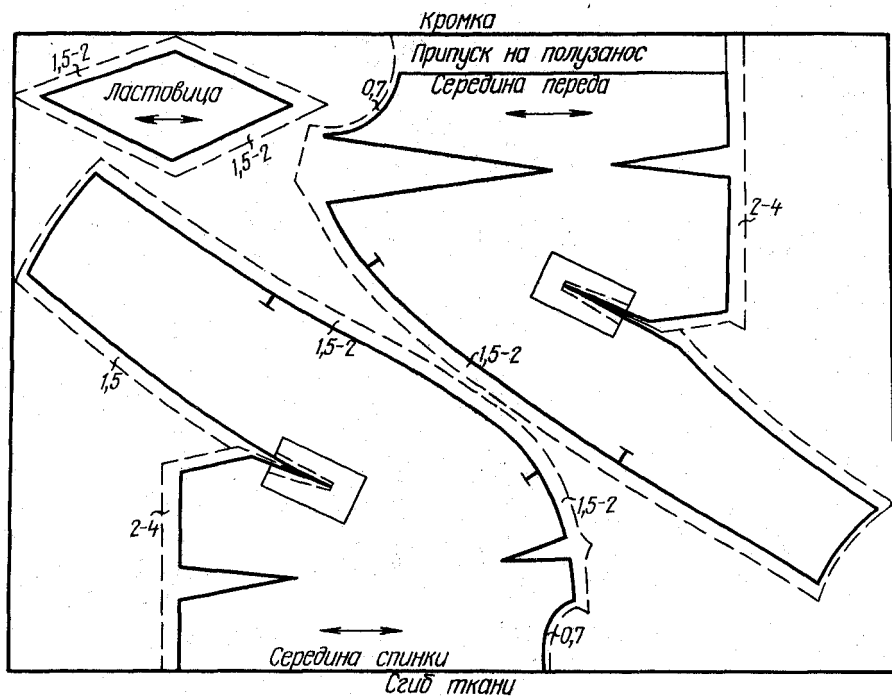 Кромка
Припуск на полузанос
Середина переда
1,5-2
Ластовица
1,5-2
0,7
2-4
1,5-2
1,5-2
1,5
2-4
1,5-2
0,7
Середина спинки
Сгиб ткани